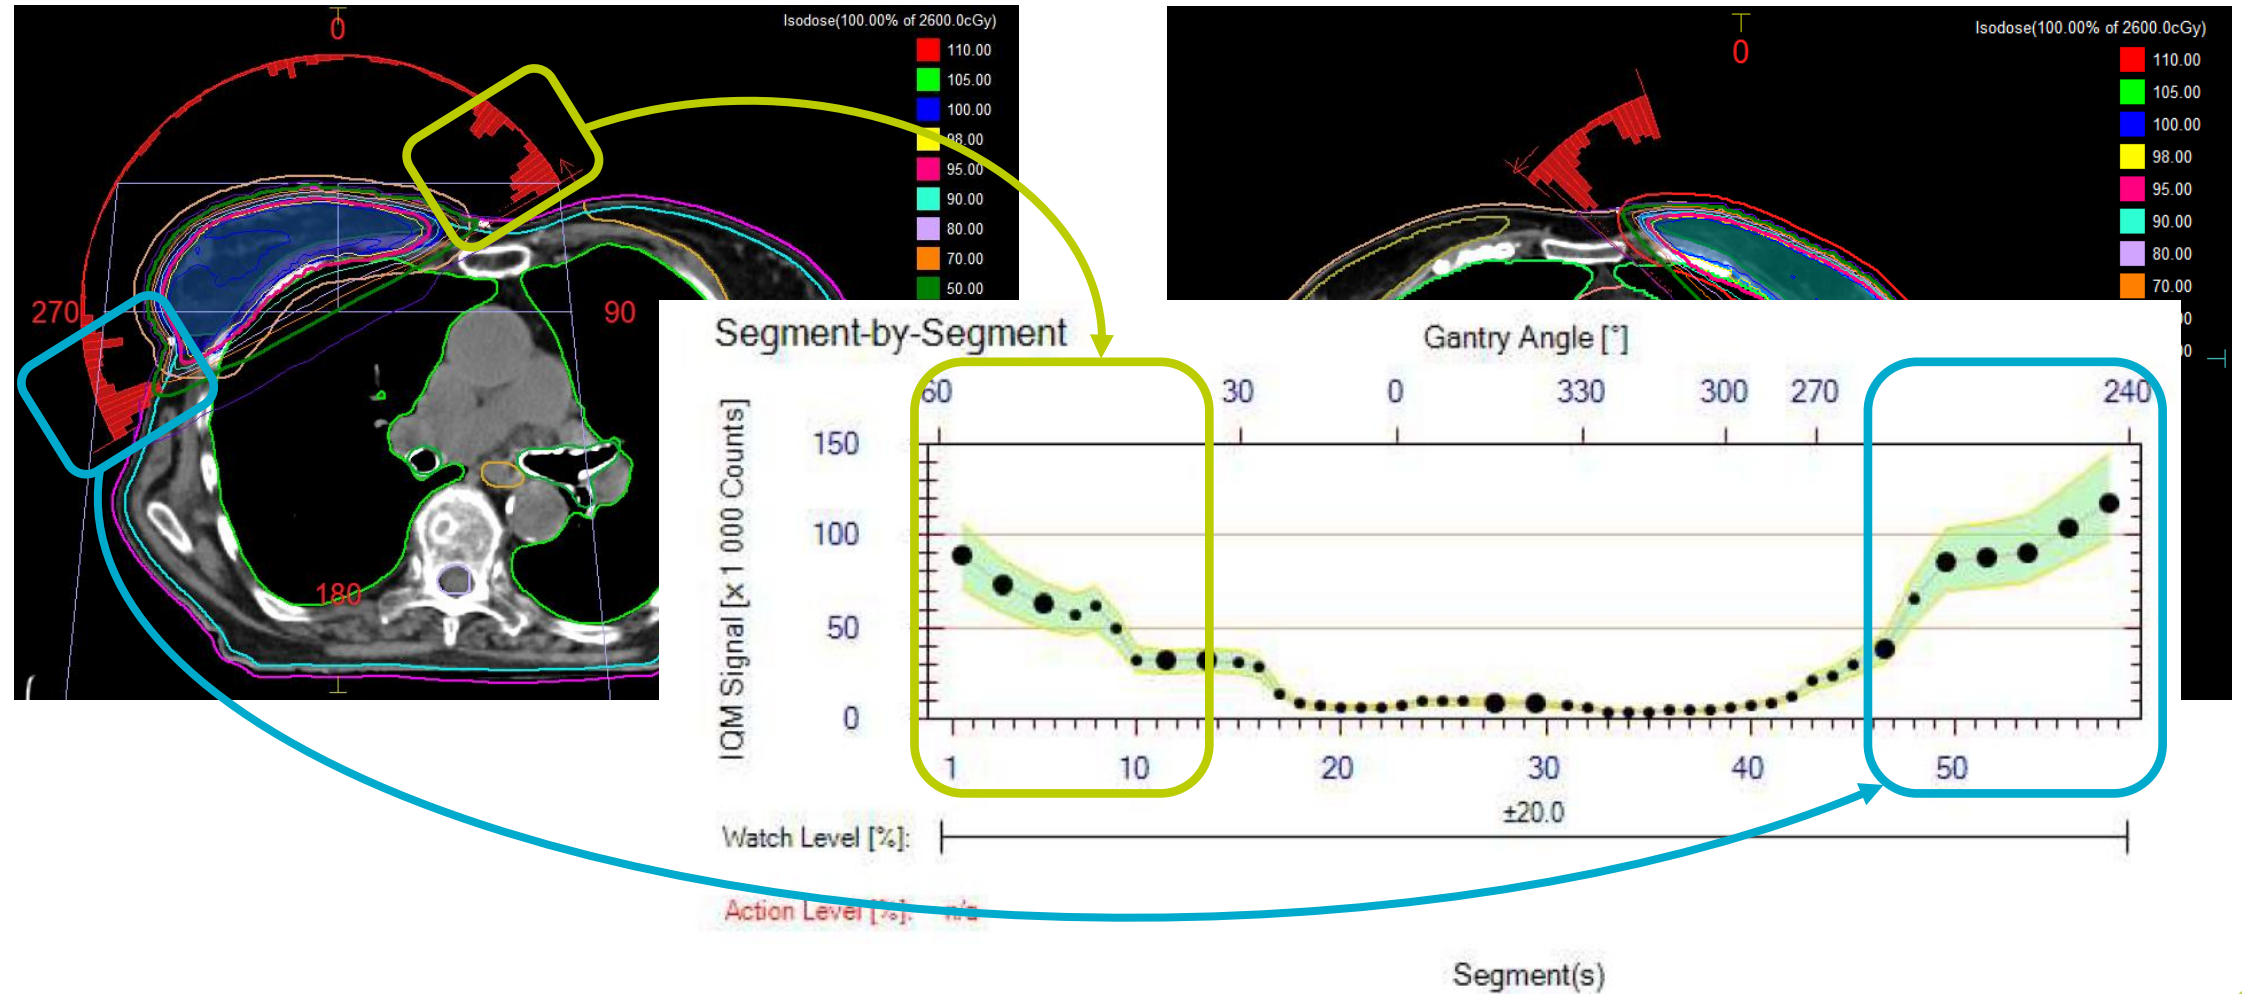 Isodose(100.00% of 2600.0cGy)
0
110.00
105.00
100.00
98.00
95.00
90.00
80.00
70.00
50.00
270
90
180
Isodose(100.00% of 2600.0cGy)
0
110.00
105.00
100.00
98.00
95.00
90.00
80.00
70.00
Segment-by-Segment
Gantry Angle [°]
60 30 0 330 300 270 240
IQM Signal [x 1 000 Counts]
150
100
50
0
1 10 20 30 40 50
±20.0
Watch Level [%]:
Action Level [%]: n/a
Segment(s)